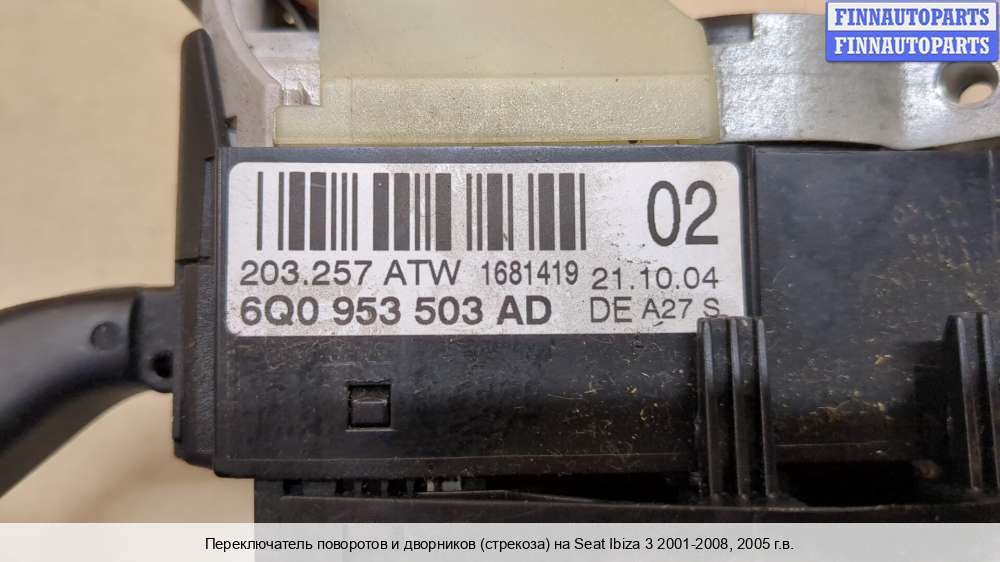 FINNAUTOPARTS
FINNAUTOPARTS
02
203.257 ATW 1681419 21.10.04
6Q0 953 503 AD DE A27 S
Переключатель поворотов и дворников (стрекоза) на Seat Ibiza 3 2001-2008, 2005 г.в.